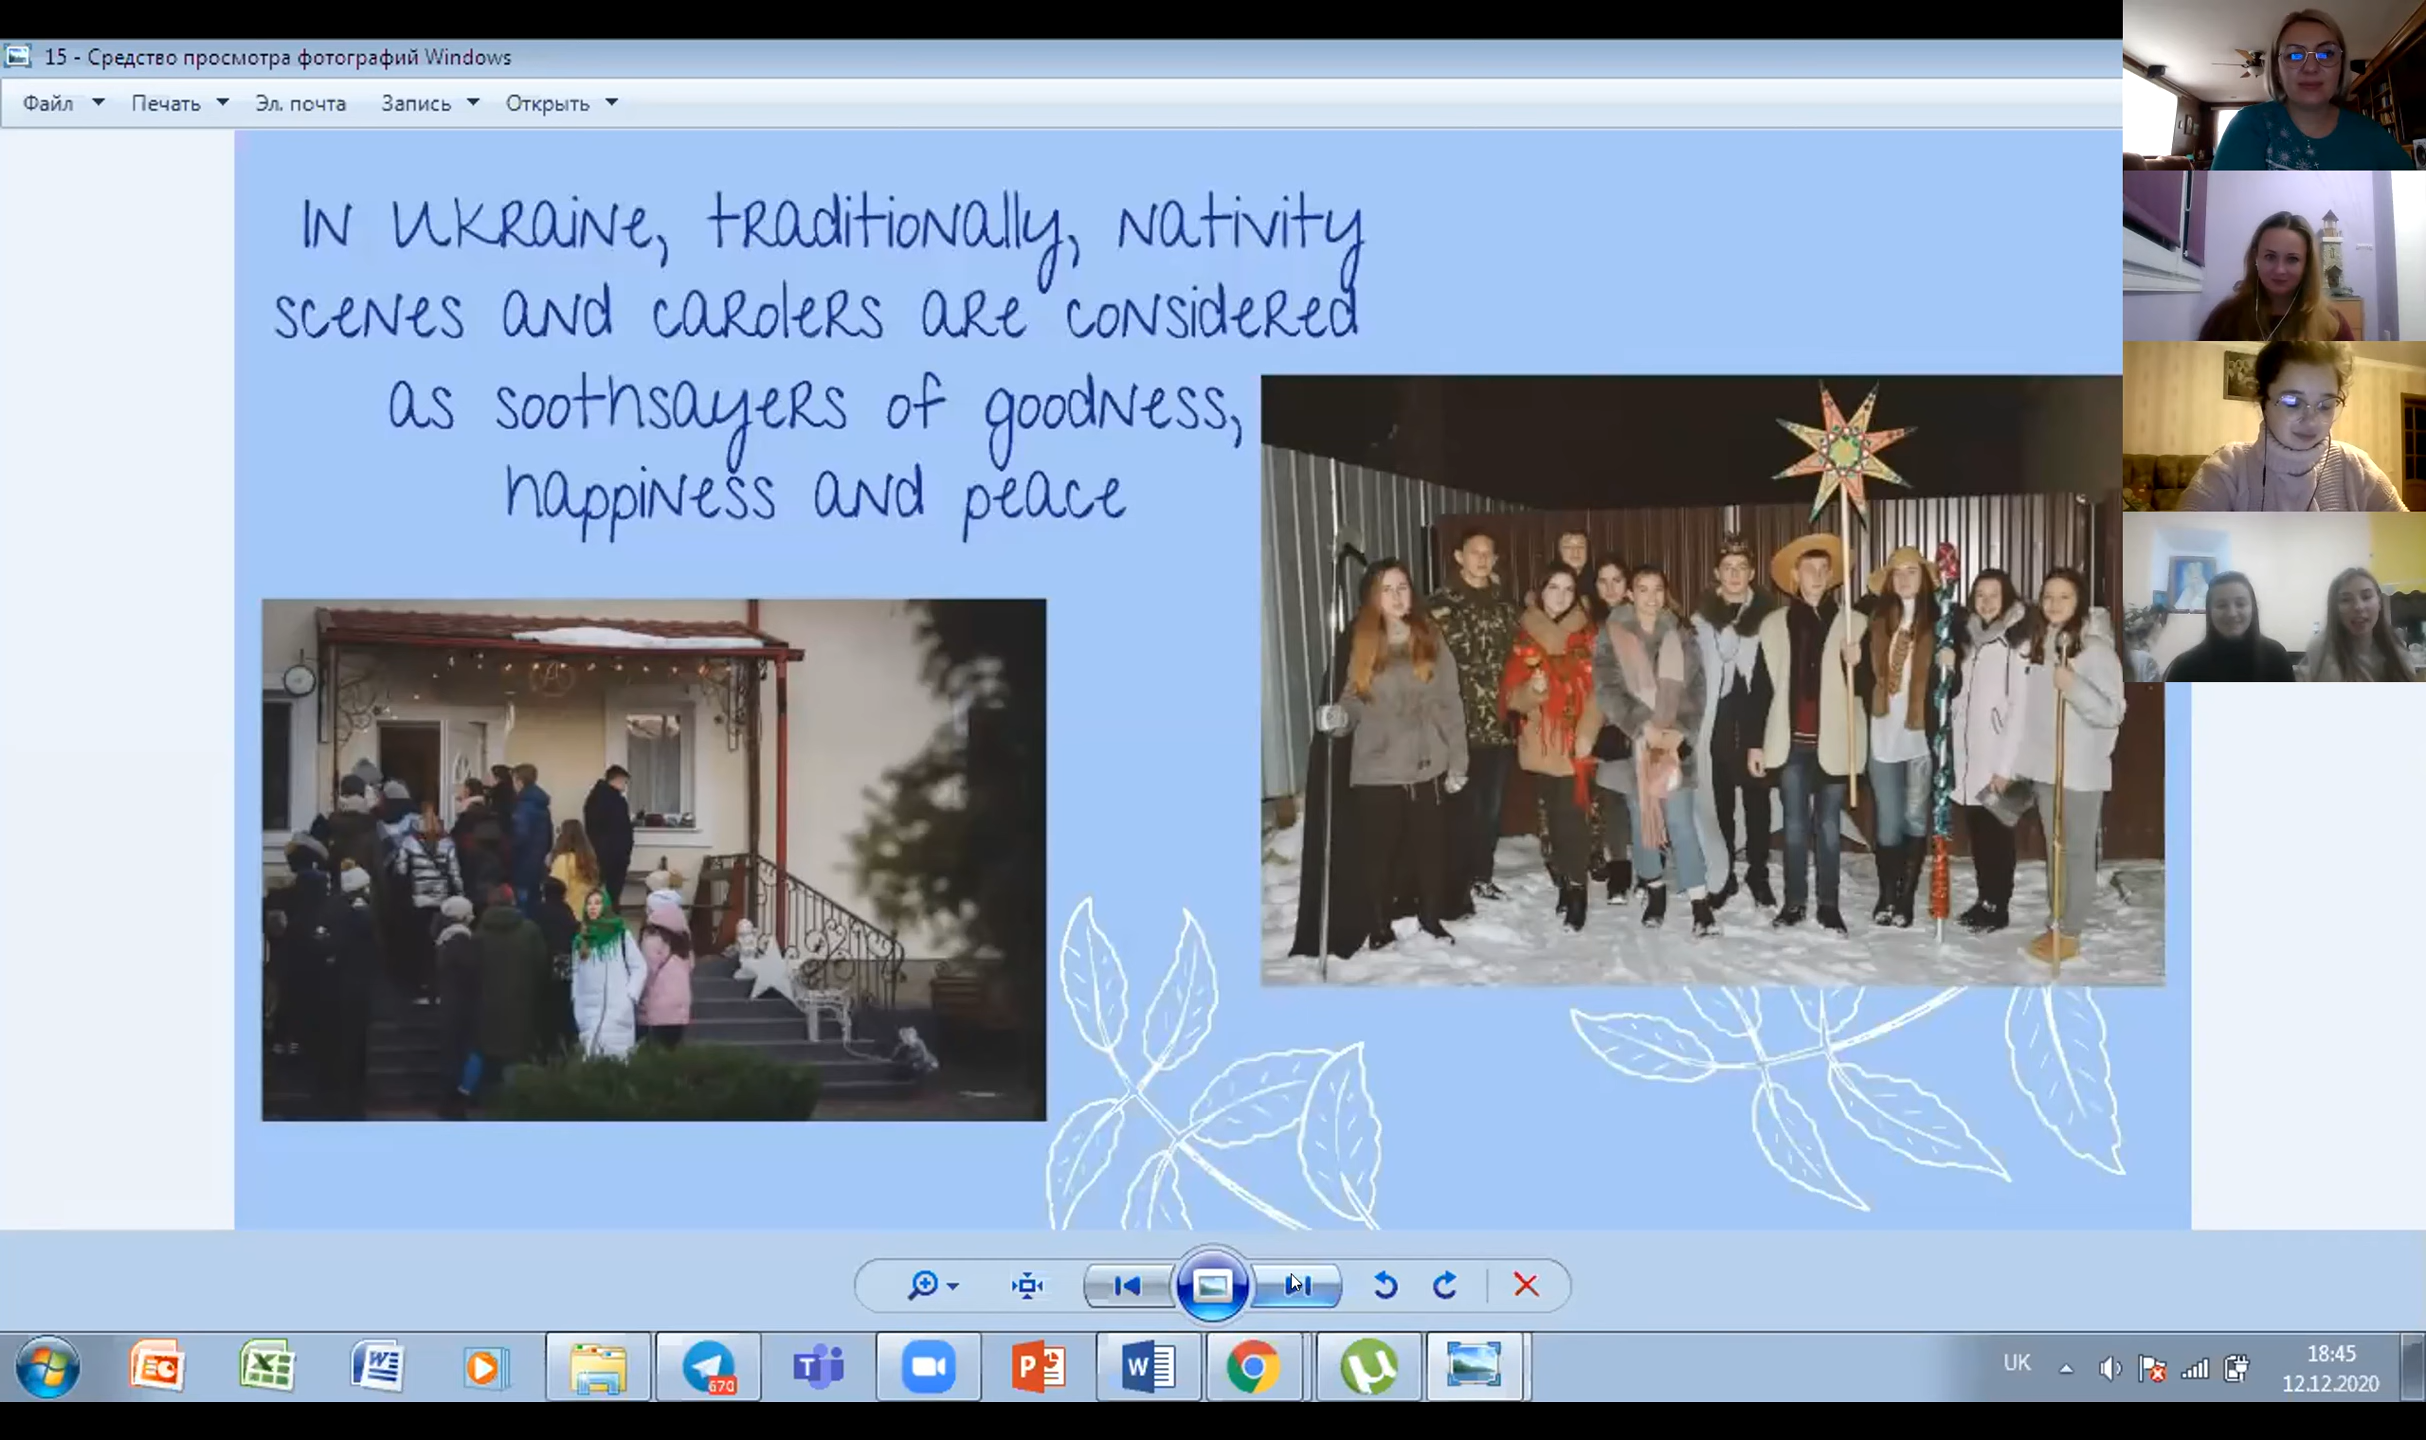 15 - Средство просмотра фотографий Windows
Файл Печать Эл. почта Запись Открыть
In Ukraine, traditionally, nativity
scenes and carolers are considered
as soothsayers of goodness,
happiness and peace
670
UK
18:45
12.12.2020